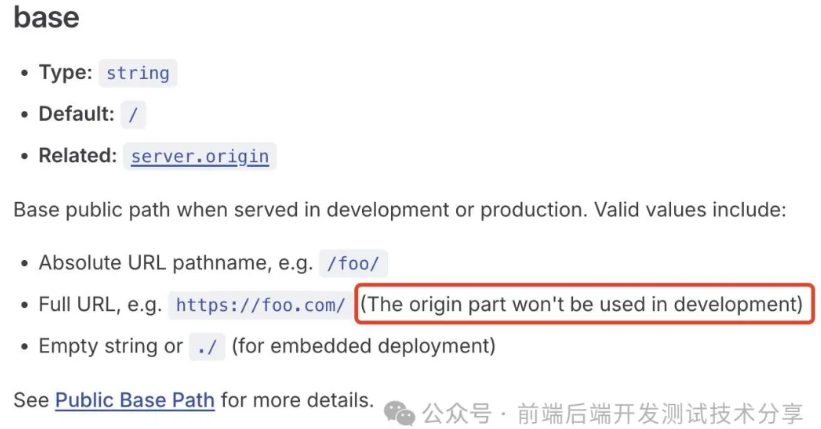 base
• Type: string
• Default: /
• Related: server.origin
Base public path when served in development or production. Valid values include:
• Absolute URL pathname, e.g. /foo/
• Full URL, e.g. https://foo.com/ (The origin part won't be used in development)
• Empty string or ./ (for embedded deployment)
See Public Base Path for more details.
公众号 · 前端后端开发测试技术分享